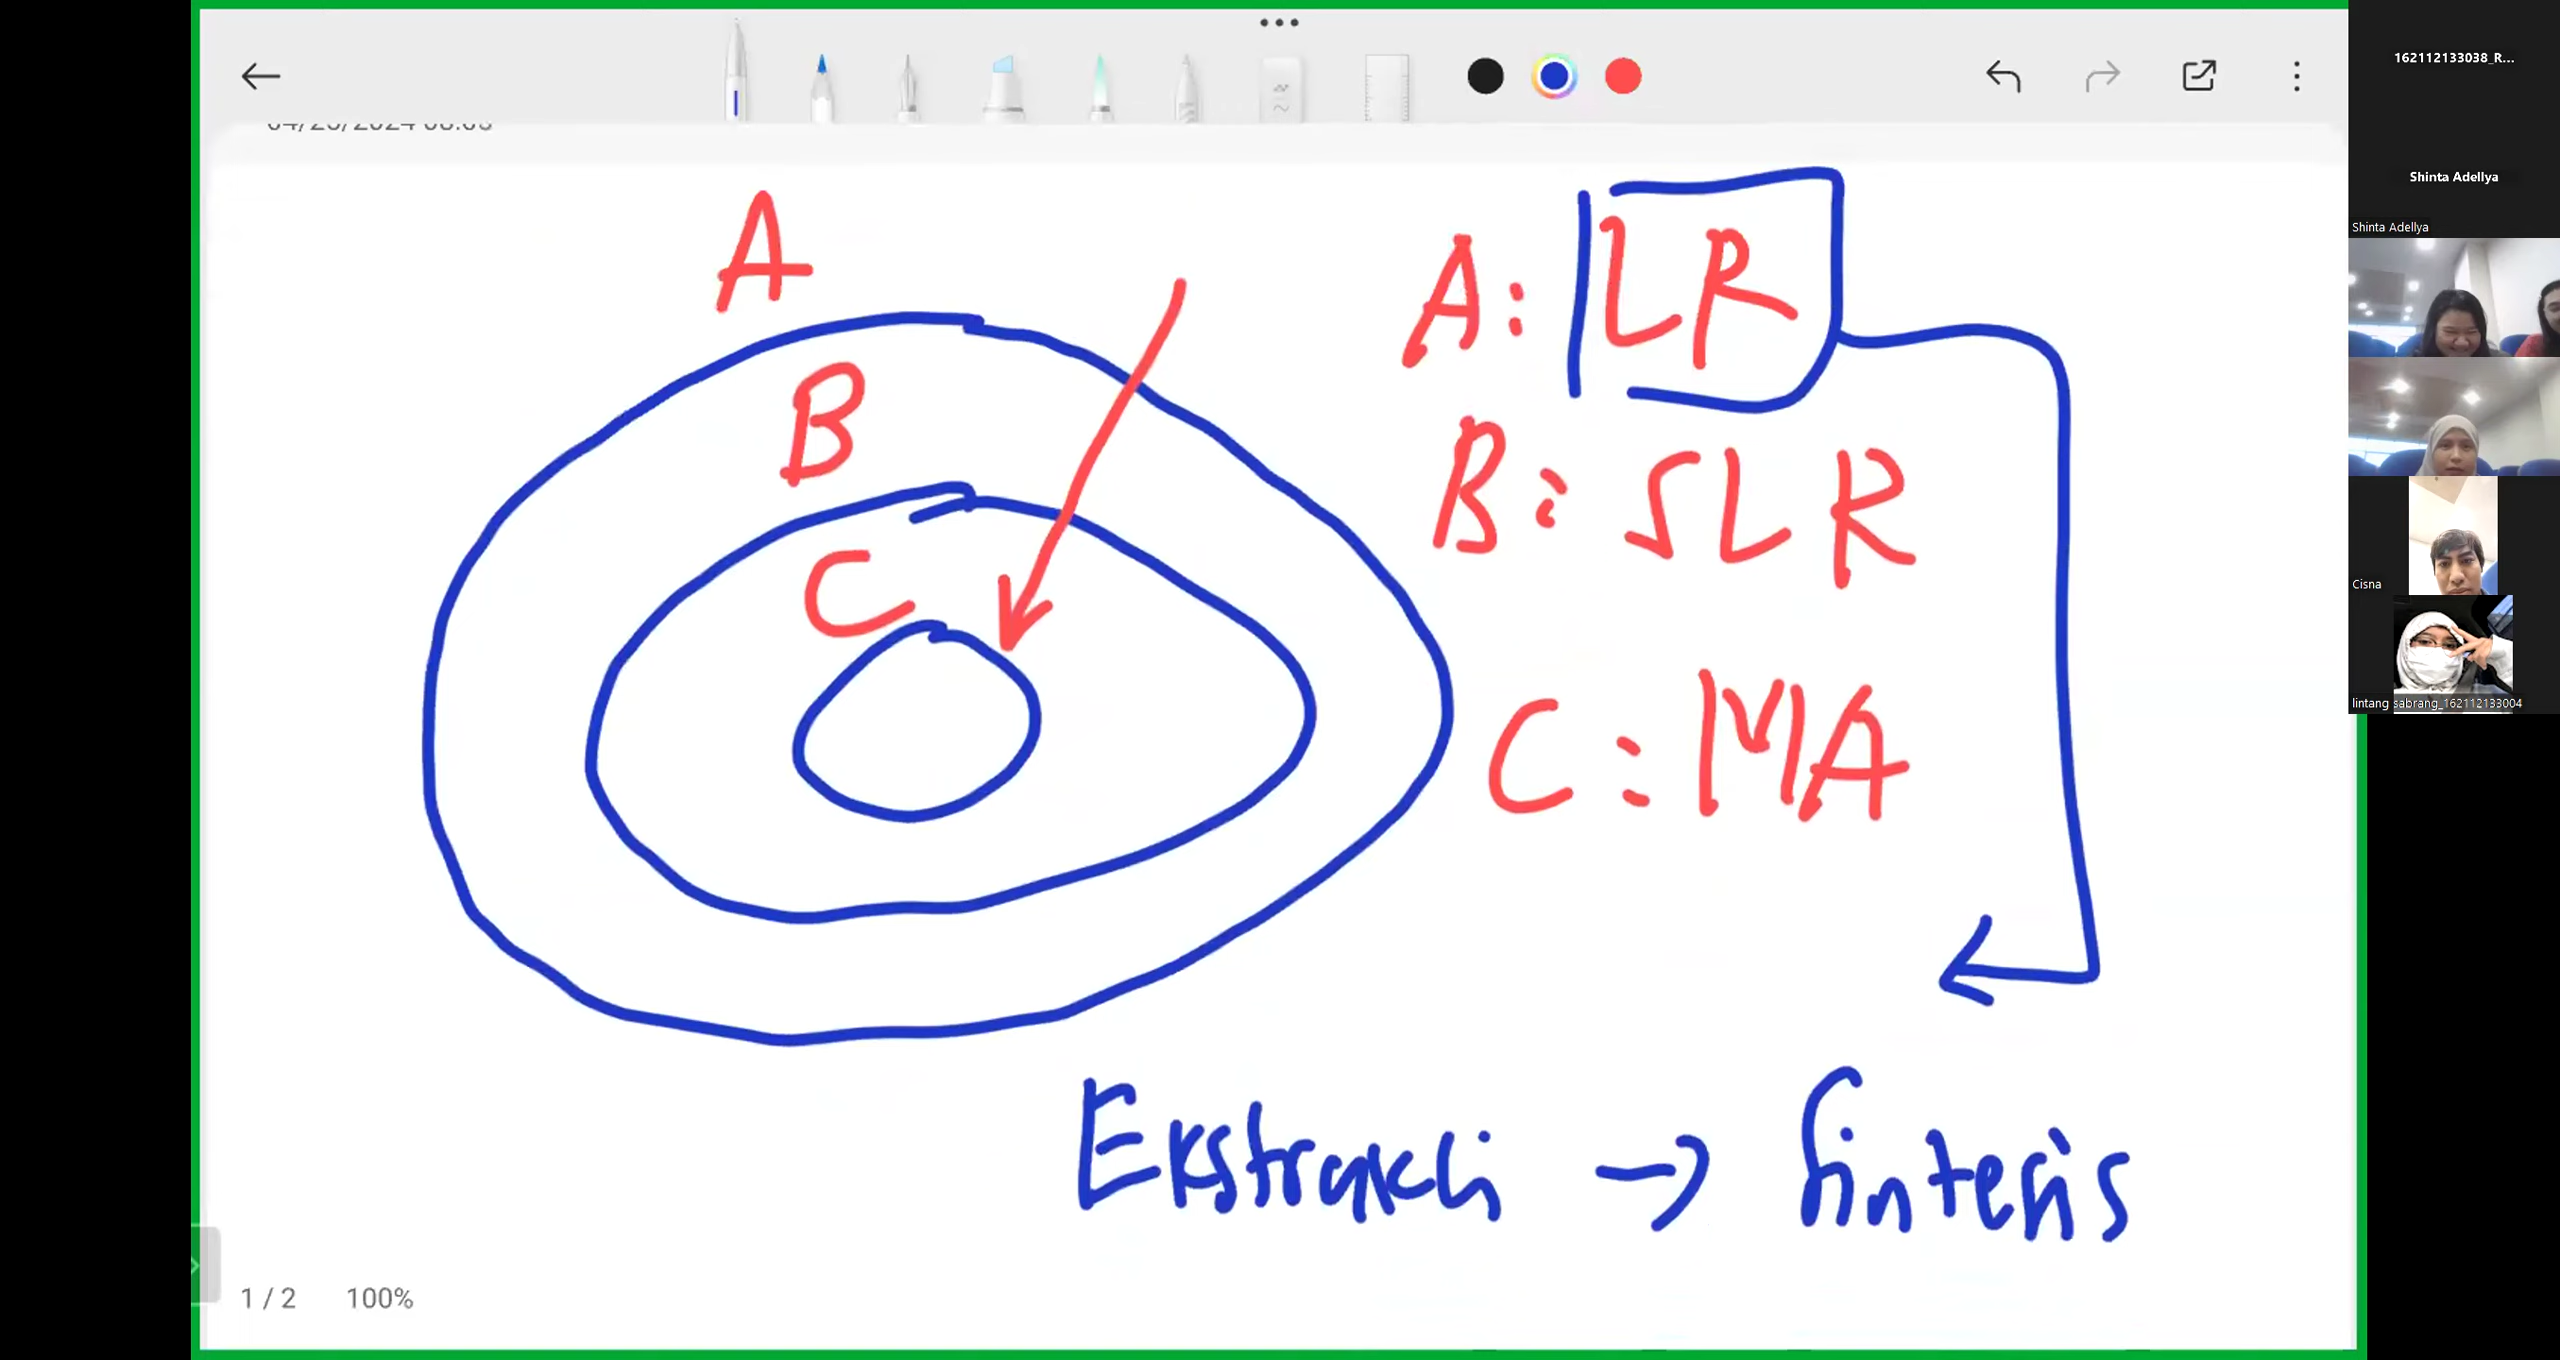 162112133038_R...
Shinta Adellya
Shinta Adellya
A
A: LR
B
B: SLR
C
C: MA
Cisna
lintang sabrang_162112133004
Ekstraksi → Sintesis
1 / 2 100%